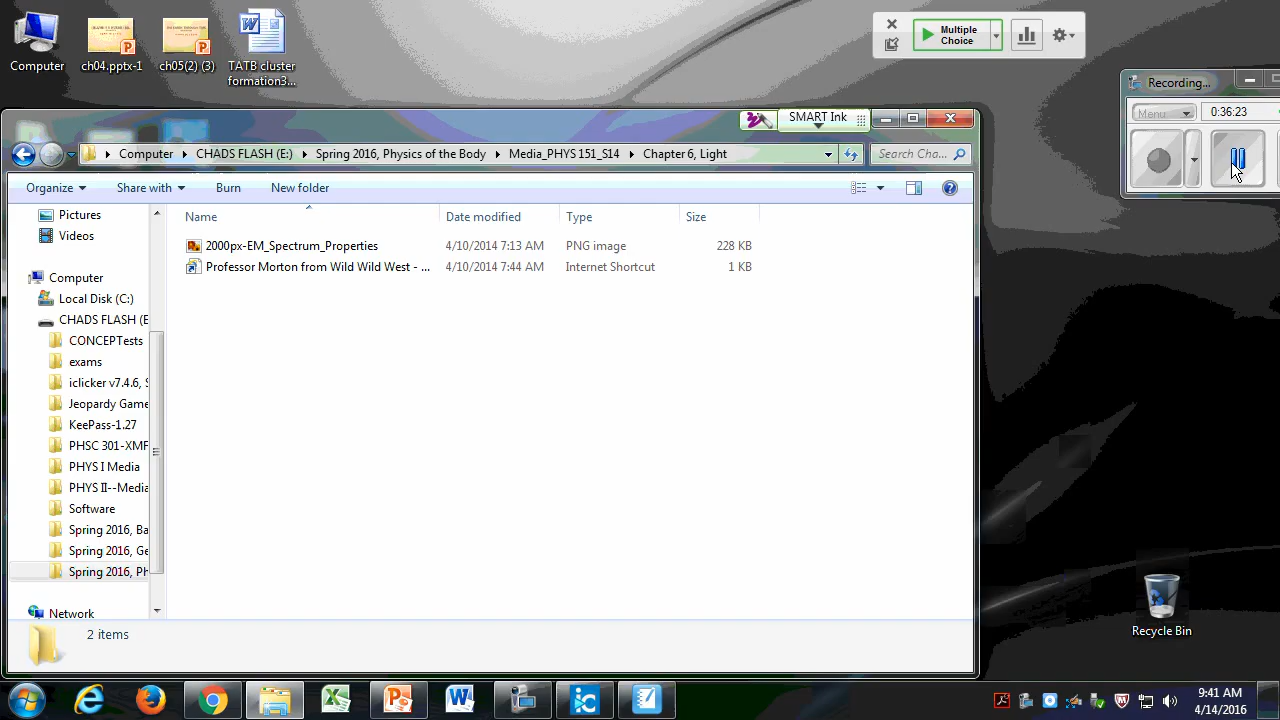 Computer
ch04.pptx-1
ch05(2) (3)
TATB cluster
formation3...
Multiple
Choice
Recording...
Menu
0:36:23
SMART Ink
Computer
CHADS FLASH (E:)
Spring 2016, Physics of the Body
Media_PHYS 151_S14
Chapter 6, Light
Search Cha...
Organize
Share with
Burn
New folder
Name
Date modified
Type
Size
2000px-EM_Spectrum_Properties
4/10/2014 7:13 AM
PNG image
228 KB
Professor Morton from Wild Wild West - ...
4/10/2014 7:44 AM
Internet Shortcut
1 KB
Pictures
Videos
Computer
Local Disk (C:)
CHADS FLASH (E
CONCEPTests
exams
iclicker v7.4.6, S
Jeopardy Game
KeePass-1.27
PHSC 301-XMF
PHYS I Media
PHYS II--Media
Software
Spring 2016, Ba
Spring 2016, Ge
Spring 2016, Ph
Network
2 items
Recycle Bin
9:41 AM
4/14/2016